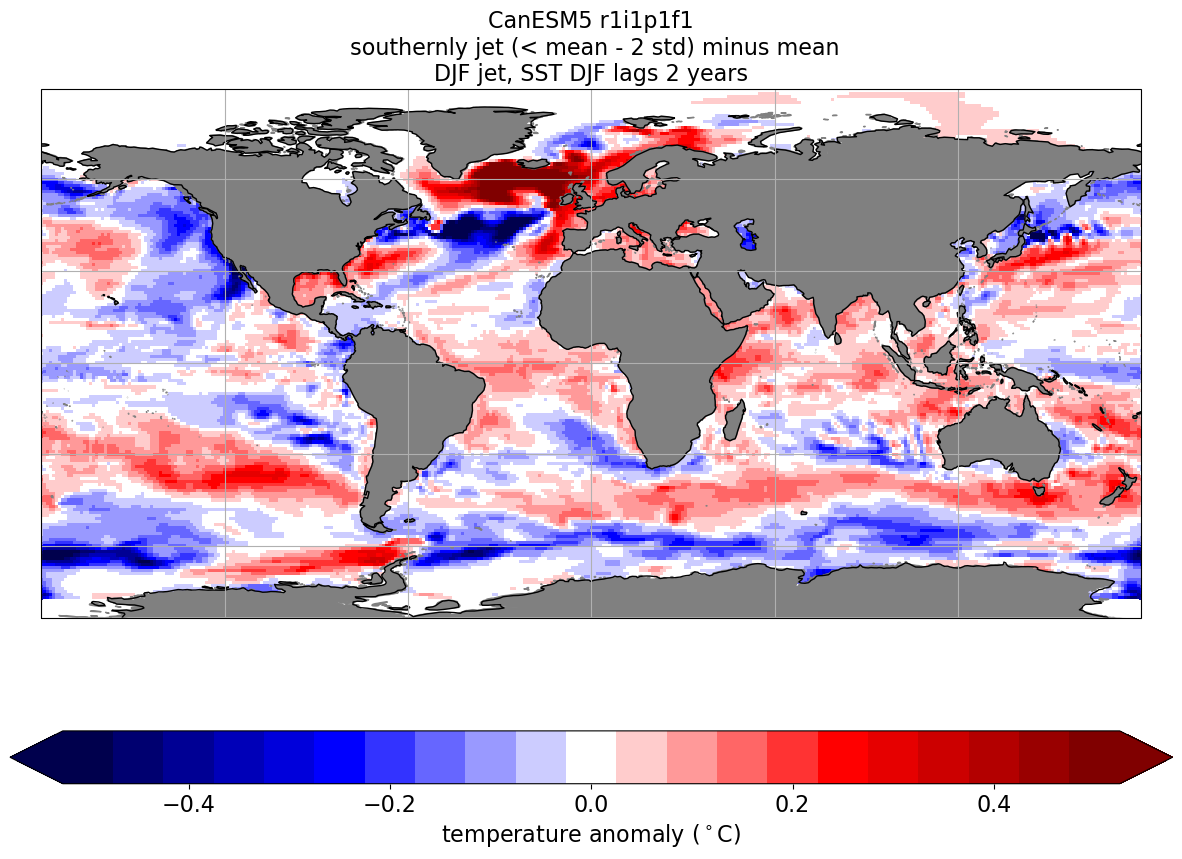 CanESM5 r1i1p1f1
southernly jet (< mean - 2 std) minus mean
DJF jet, SST DJF lags 2 years
−0.4 −0.2 0.0 0.2 0.4
temperature anomaly (°C)